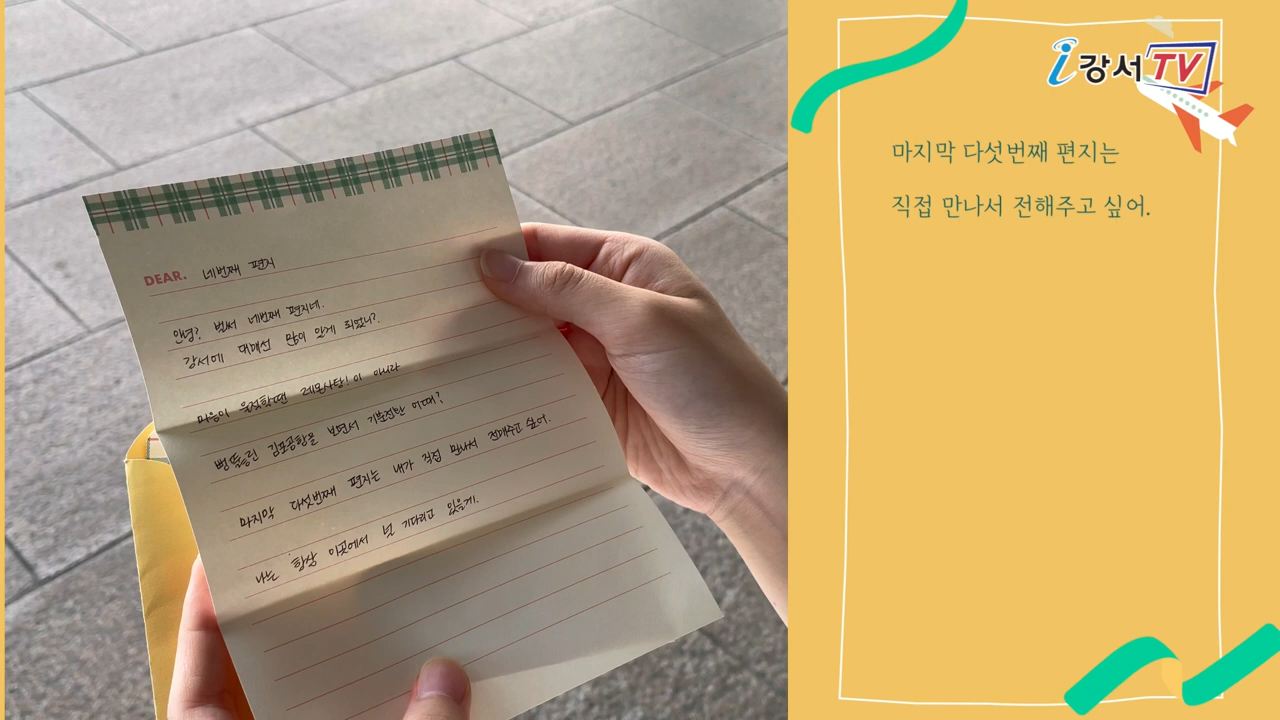 DEAR. 네번째 편지
안녕? 벌써 네번째 편지네.
강서에 대해선 많이 알게 되었니?
마음이 울적할땐 레몬사탕! 이 아니라
뻥뚫린 김포공항을 보면서 기분전환 어때?
마지막 다섯번째 편지는 내가 직접 만나서 전해주고 싶어.
나는 항상 이곳에서 널 기다리고 있을게.
i강서TV
마지막 다섯번째 편지는
직접 만나서 전해주고 싶어.